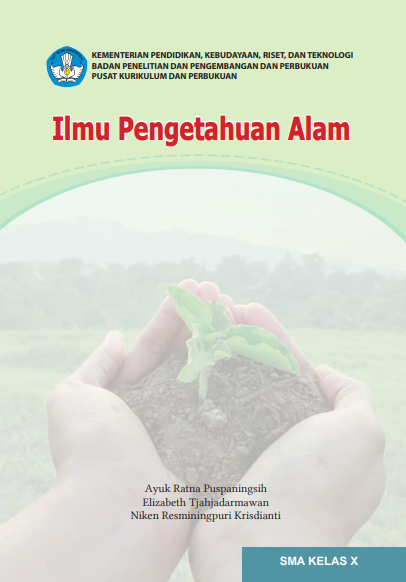 KEMENTERIAN PENDIDIKAN, KEBUDAYAAN, RISET, DAN TEKNOLOGI
BADAN PENELITIAN DAN PENGEMBANGAN DAN PERBUKUAN
PUSAT KURIKULUM DAN PERBUKUAN
Ilmu Pengetahuan Alam
Ayuk Ratna Puspaningsih
Elizabeth Tjahjadarmawan
Niken Resminingpuri Krisdianti
SMA KELAS X